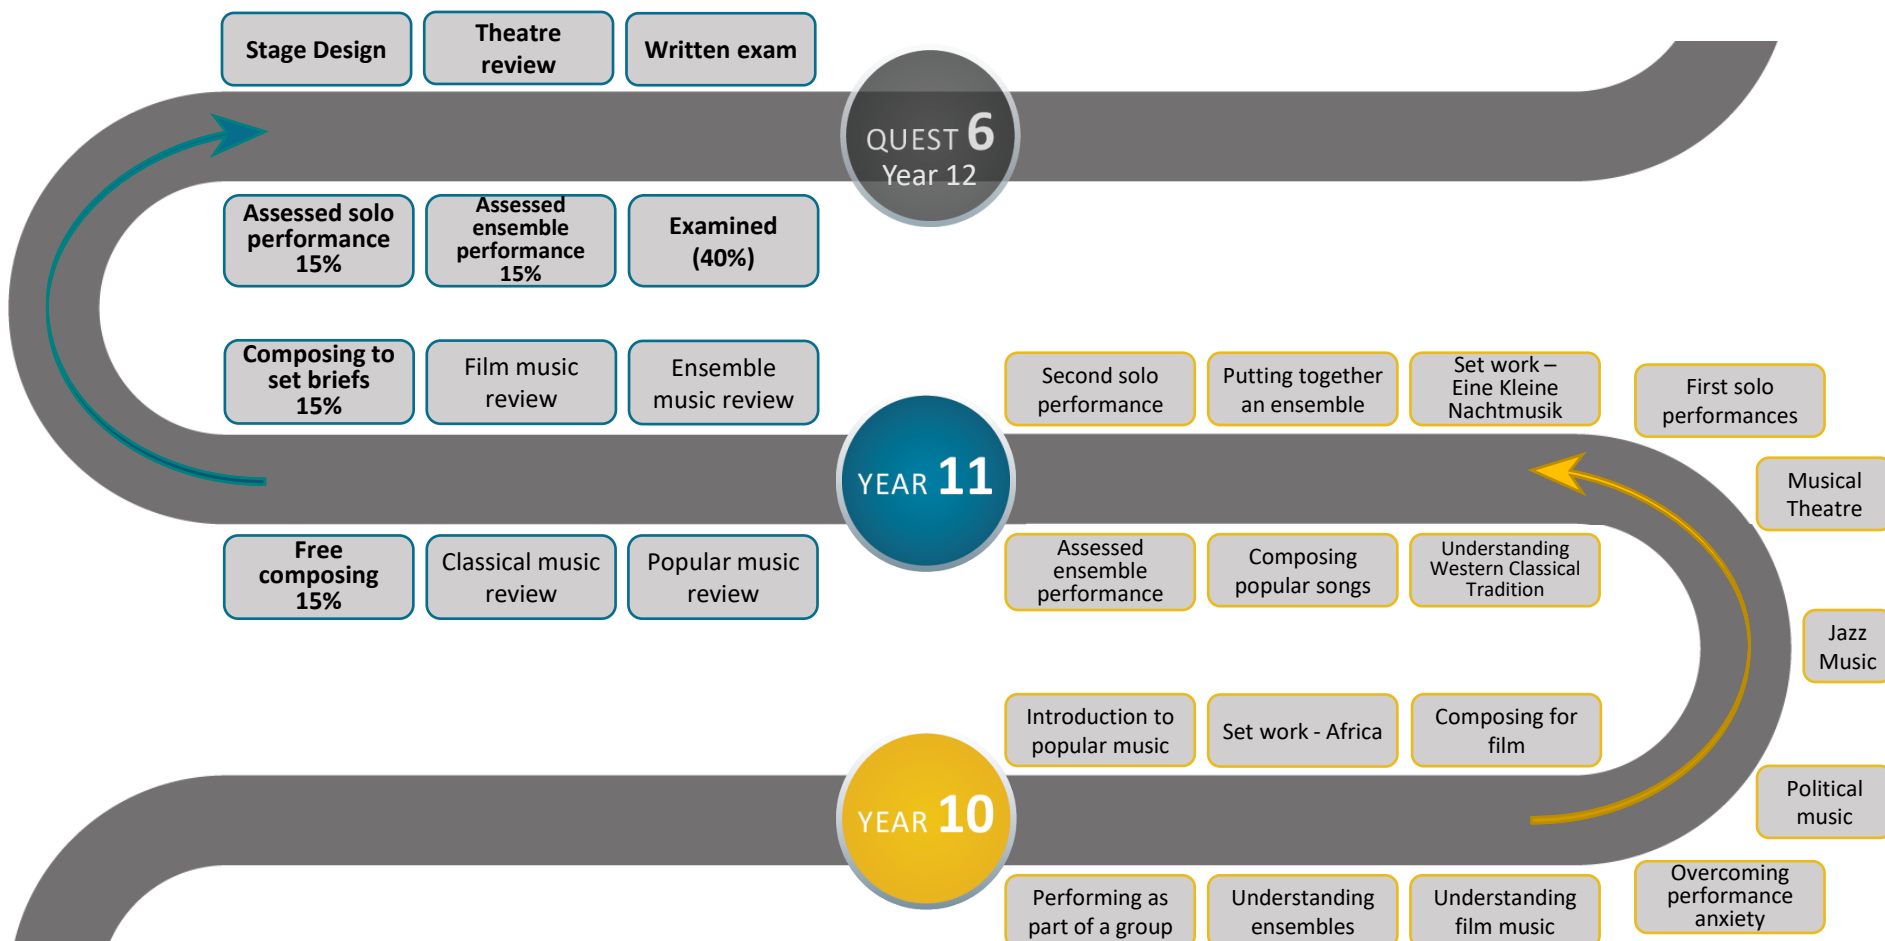 Stage Design
Theatre
review
Written exam
QUEST 6
Year 12
Assessed solo
performance
15%
Assessed
ensemble
performance
15%
Examined
(40%)
Composing to
set briefs
15%
Film music
review
Ensemble
music review
Second solo
performance
Putting together
an ensemble
Set work –
Eine Kleine
Nachtmusik
First solo
performances
YEAR 11
Musical
Theatre
Free
composing
15%
Classical music
review
Popular music
review
Assessed
ensemble
performance
Composing
popular songs
Understanding
Western Classical
Tradition
Jazz
Music
Introduction to
popular music
Set work - Africa
Composing for
film
Political
music
YEAR 10
Performing as
part of a group
Understanding
ensembles
Understanding
film music
Overcoming
performance
anxiety